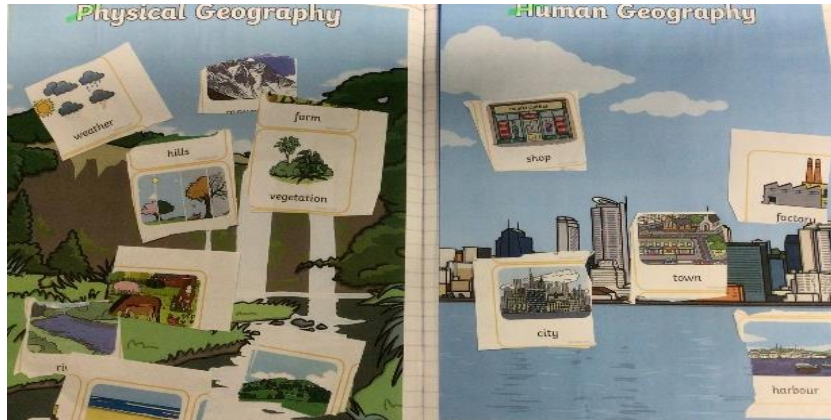 Physical Geography
weather
farm
hills
vegetation
Human Geography
shop
factory
town
city
harbour